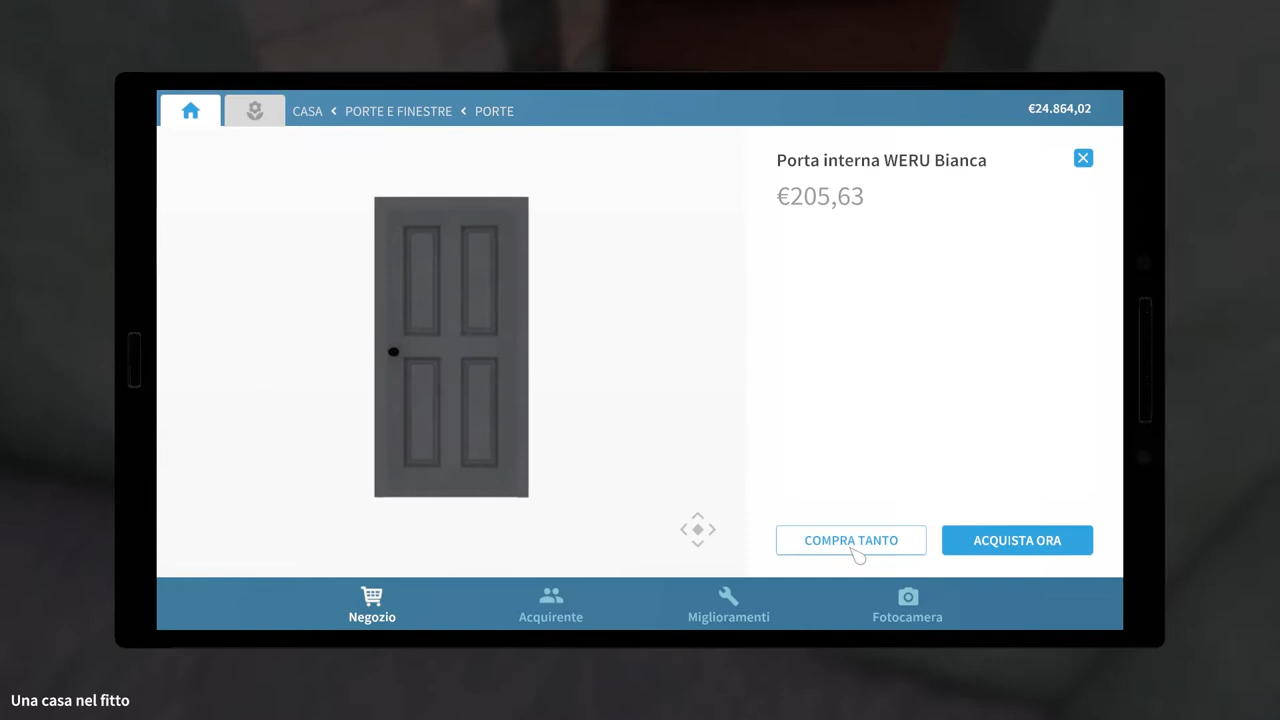 CASA < PORTE E FINESTRE < PORTE
€24.864,02
Porta interna WERU Bianca
€205,63
COMPRA TANTO
ACQUISTA ORA
Negozio
Acquirente
Miglioramenti
Fotocamera
Una casa nel fitto